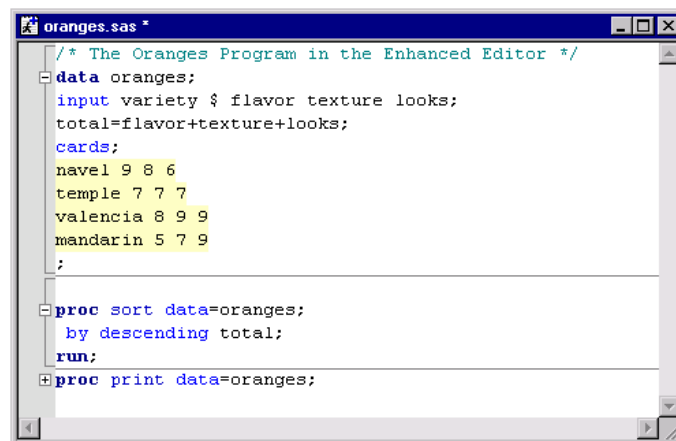 oranges.sas *
/* The Oranges Program in the Enhanced Editor */
data oranges;
input variety $ flavor texture looks;
total=flavor+texture+looks;
cards;
navel 9 8 6
temple 7 7 7
valencia 8 9 9
mandarin 5 7 9
;
proc sort data=oranges;
by descending total;
run;
proc print data=oranges;